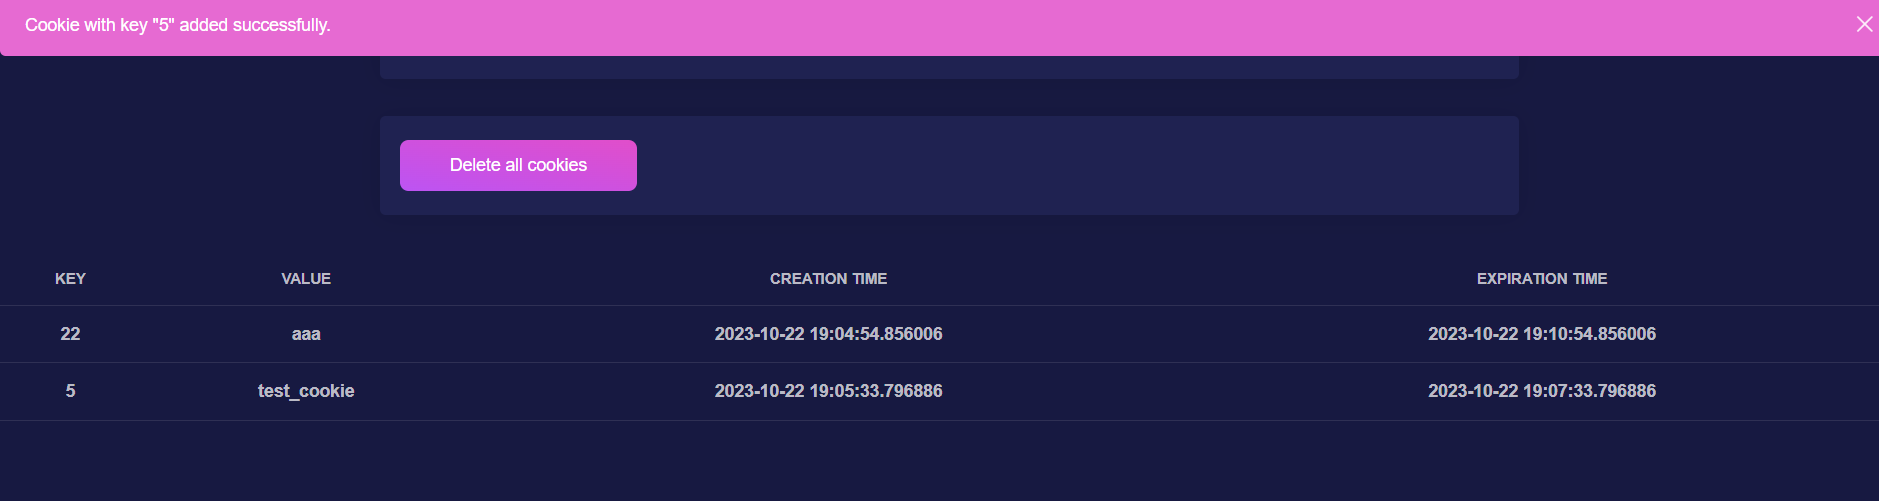 Cookie with key "5" added successfully.
Delete all cookies
KEY VALUE CREATION TIME EXPIRATION TIME
22 aaa 2023-10-22 19:04:54.856006 2023-10-22 19:10:54.856006
5 test_cookie 2023-10-22 19:05:33.796886 2023-10-22 19:07:33.796886